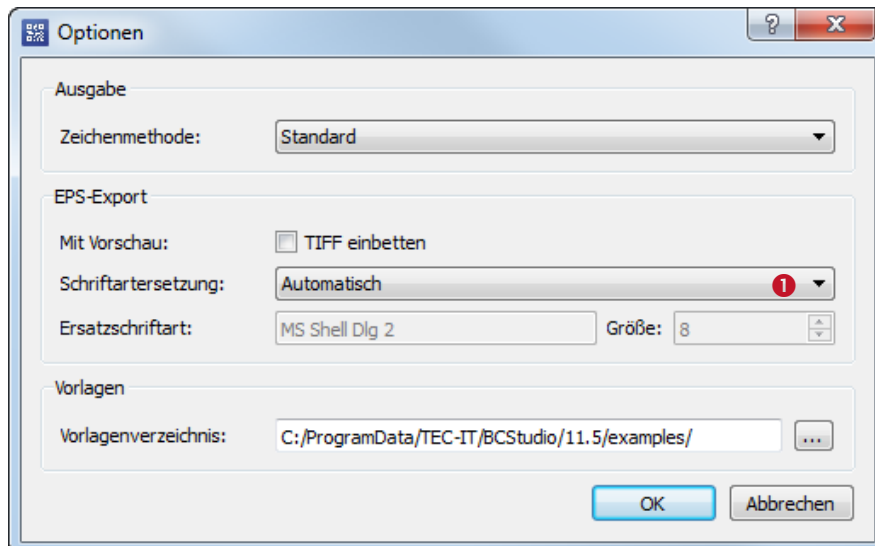 Optionen
Ausgabe
Zeichenmethode: Standard
EPS-Export
Mit Vorschau: TIFF einbetten
Schriftartersetzung: Automatisch 1
Ersatzschriftart: MS Shell Dlg 2 Größe: 8
Vorlagen
Vorlagenverzeichnis: C:/ProgramData/TEC-IT/BCStudio/11.5/examples/ ...
OK Abbrechen